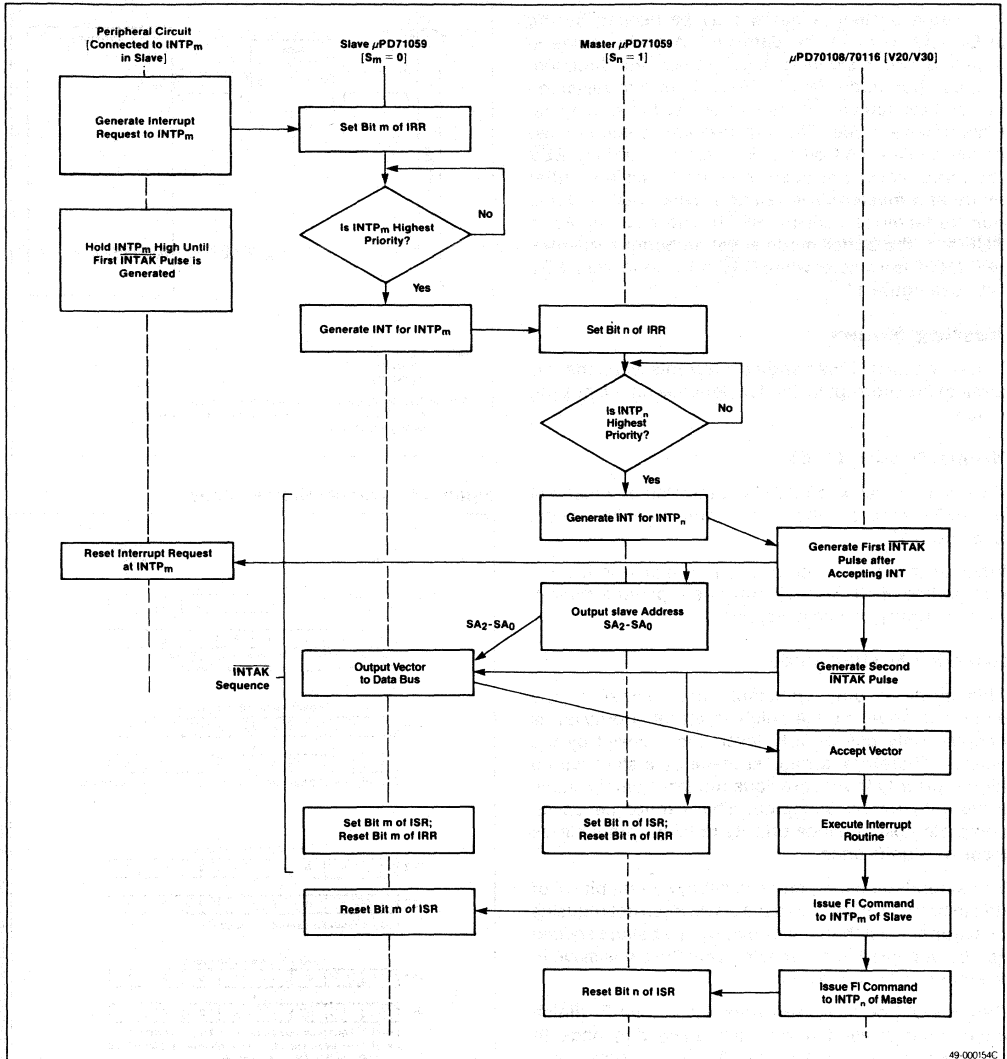 Peripheral Circuit
[Connected to INTPm
in Slave]
Slave μPD71059
[Sm = 0]
Master μPD71059
[Sn = 1]
μPD70108/70116 [V20/V30]
Generate Interrupt
Request to INTPm
Set Bit m of IRR
Is INTPm Highest
Priority?
No
Yes
Hold INTPm High Until
First INTAK Pulse is
Generated
Generate INT for INTPm
Set Bit n of IRR
Is INTPn
Highest
Priority?
No
Yes
Generate INT for INTPn
Generate First INTAK
Pulse after
Accepting INT
Reset Interrupt Request
at INTPm
Output slave Address
SA2-SA0
SA2-SA0
INTAK
Sequence
Output Vector
to Data Bus
Generate Second
INTAK Pulse
Accept Vector
Set Bit m of ISR;
Reset Bit m of IRR
Set Bit n of ISR;
Reset Bit n of IRR
Execute Interrupt
Routine
Reset Bit m of ISR
Issue FI Command
to INTPm of Slave
Reset Bit n of ISR
Issue FI Command
to INTPn of Master
49-000154C